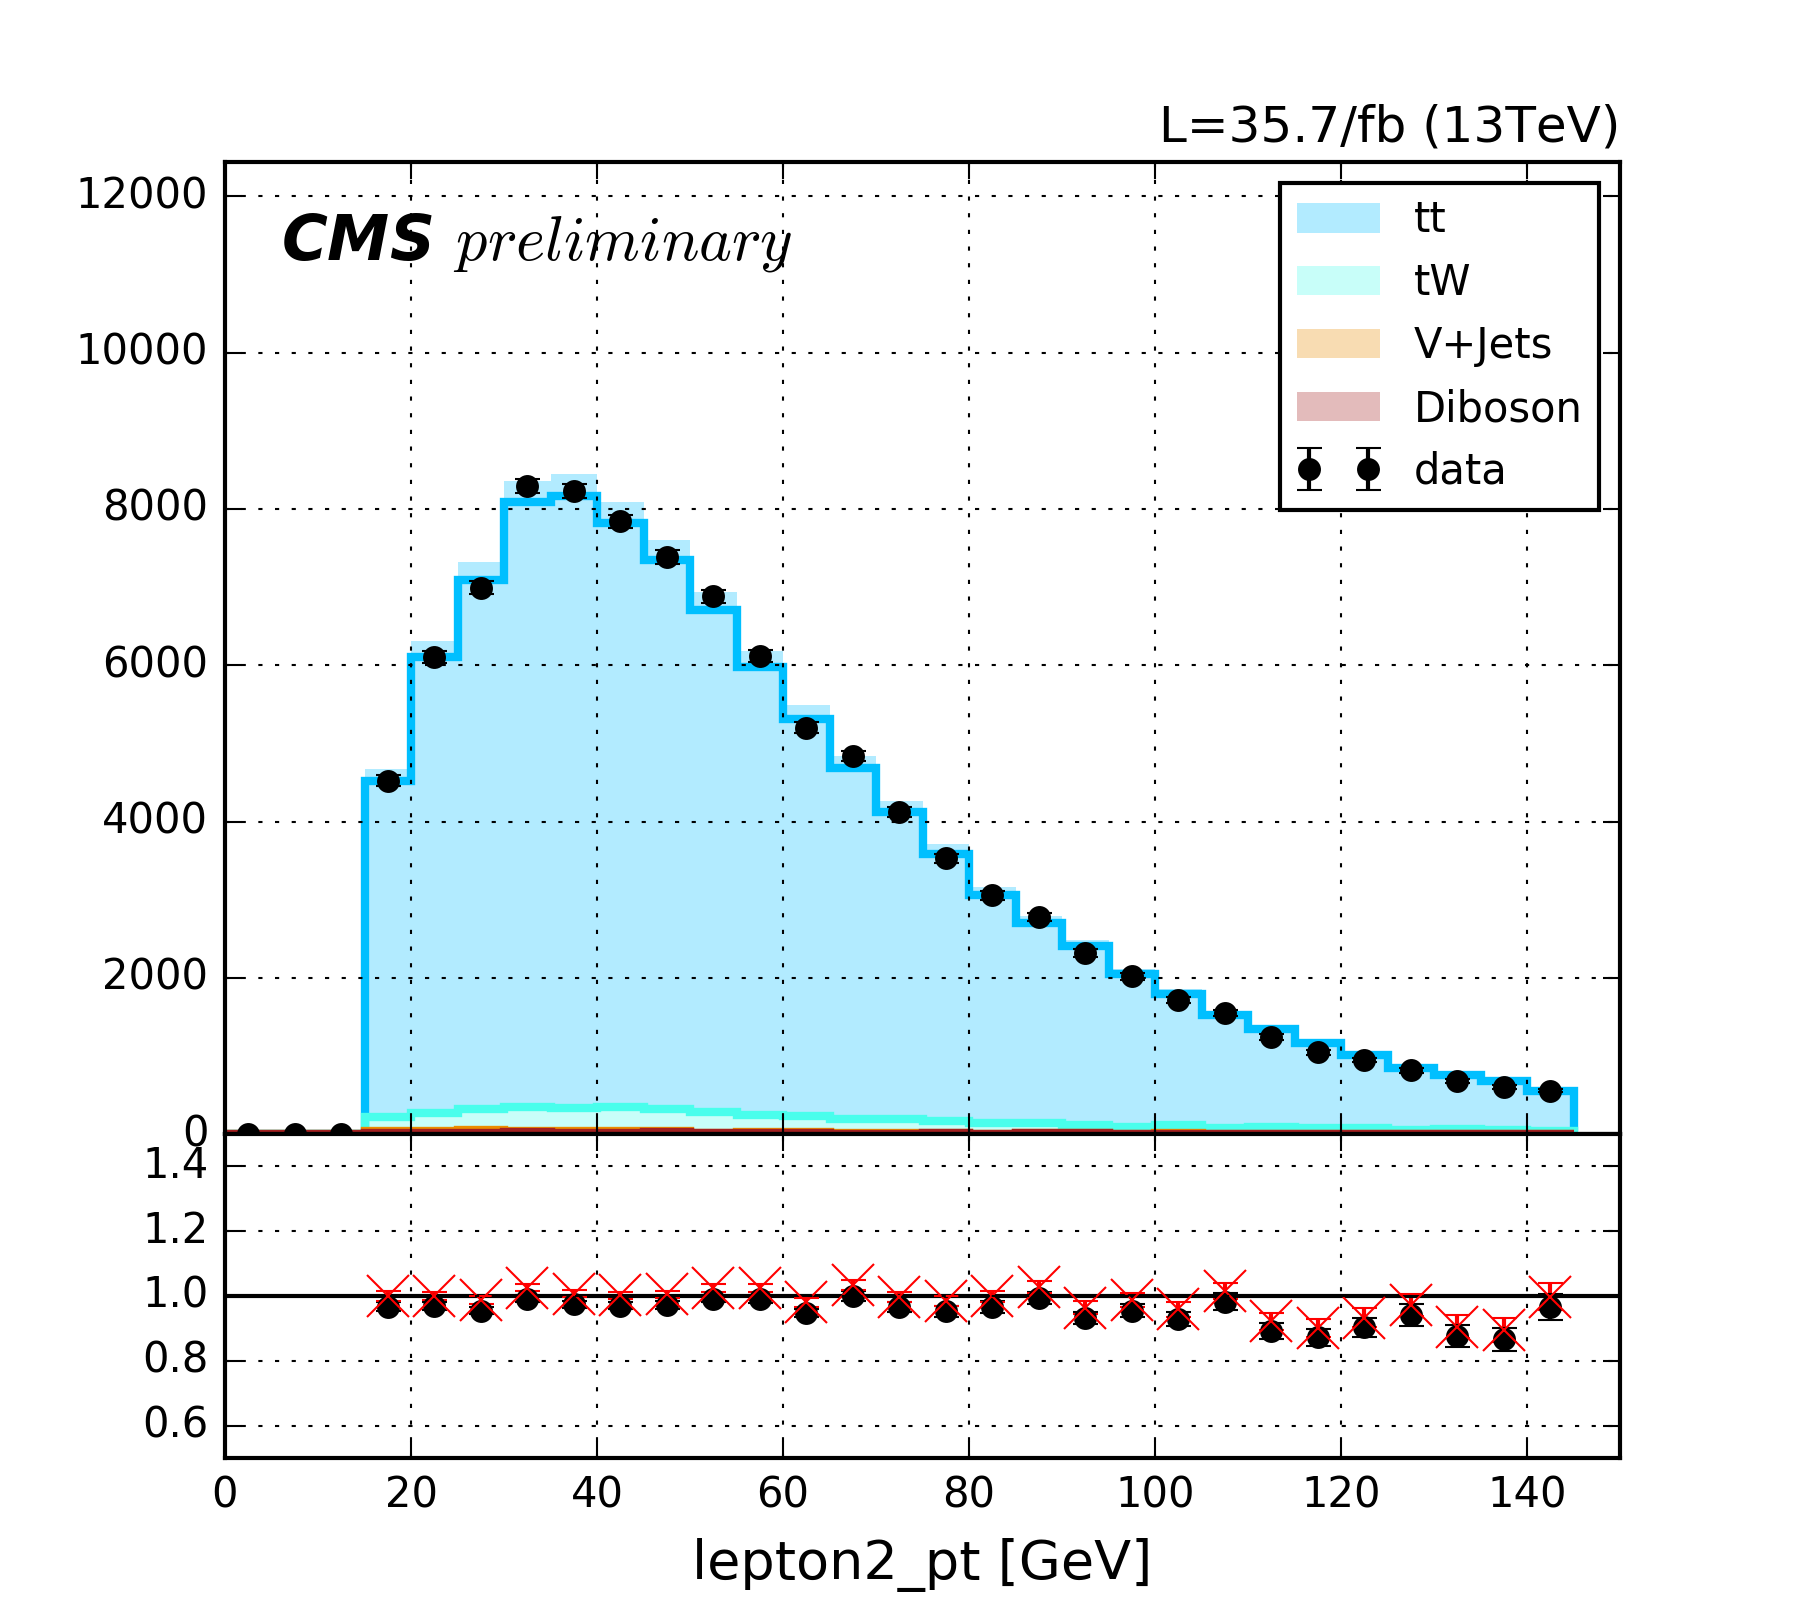 L=35.7/fb (13TeV)
CMS preliminary
12000
10000
8000
6000
4000
2000
0
tt
tW
V+Jets
Diboson
data
1.4
1.2
1.0
0.8
0.6
0 20 40 60 80 100 120 140
lepton2_pt [GeV]